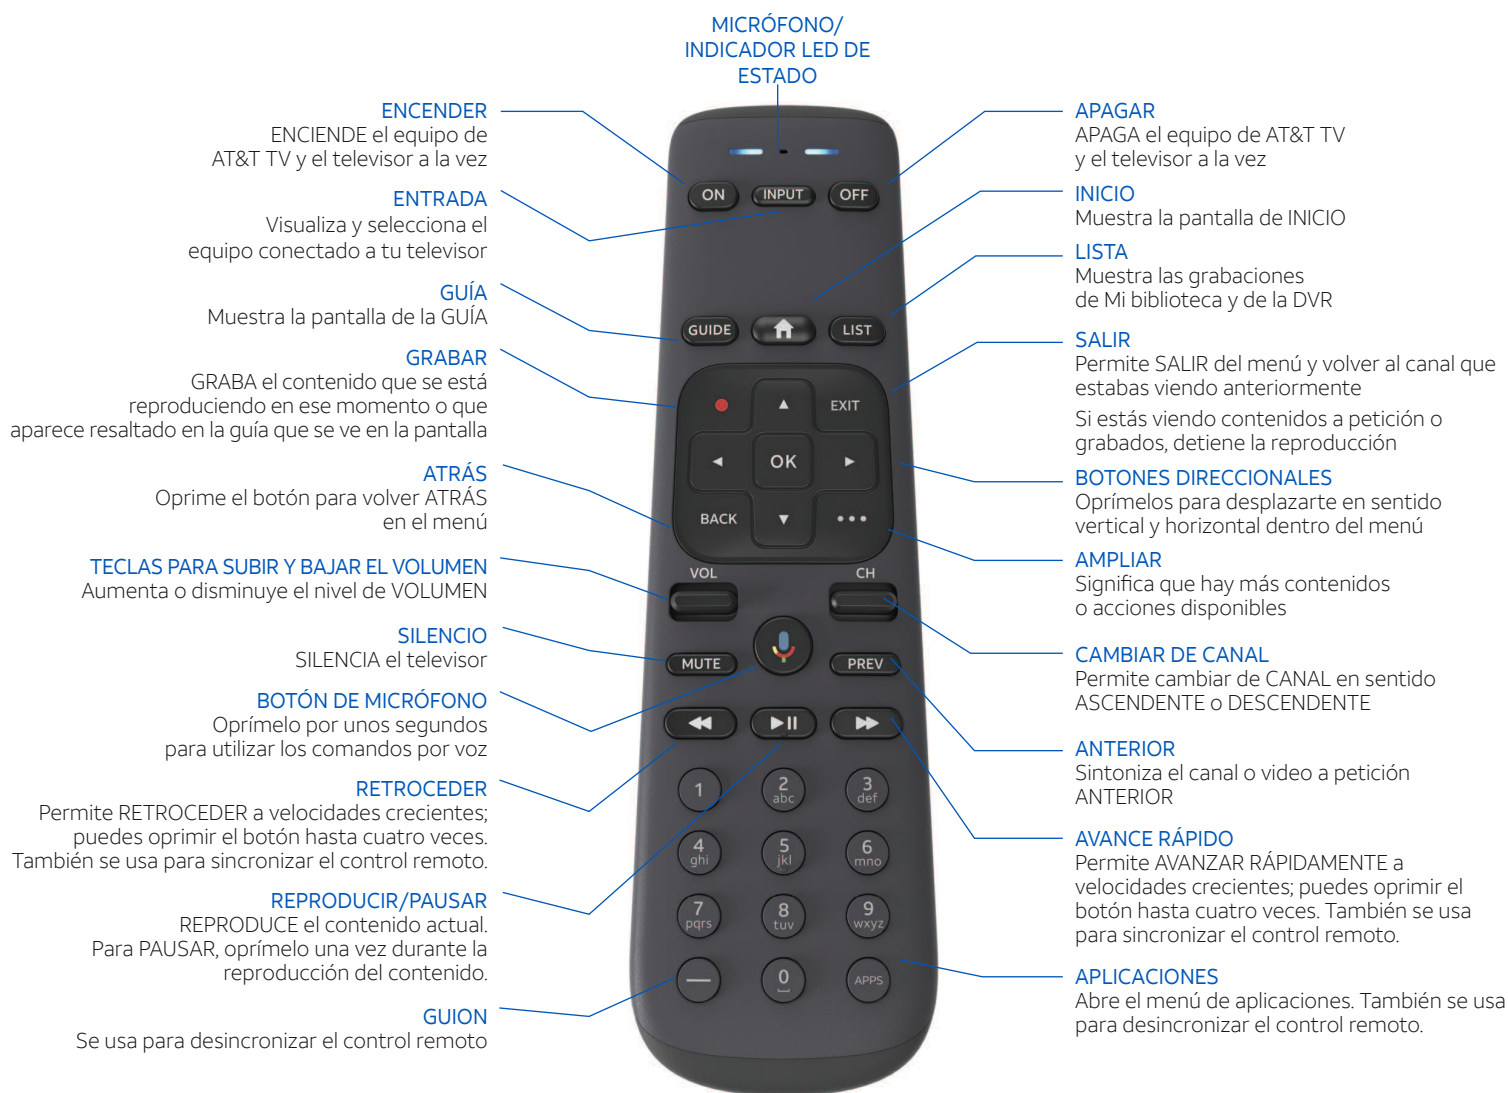 MICRÓFONO/
INDICADOR LED DE
ESTADO
ENCENDER
ENCIENDE el equipo de
AT&T TV y el televisor a la vez
ENTRADA
Visualiza y selecciona el
equipo conectado a tu televisor
GUÍA
Muestra la pantalla de la GUÍA
GRABAR
GRABA el contenido que se está
reproduciendo en ese momento o que
aparece resaltado en la guía que se ve en la pantalla
ATRÁS
Oprime el botón para volver ATRÁS
en el menú
TECLAS PARA SUBIR Y BAJAR EL VOLUMEN
Aumenta o disminuye el nivel de VOLUMEN
SILENCIO
SILENCIA el televisor
BOTÓN DE MICRÓFONO
Oprímelo por unos segundos
para utilizar los comandos por voz
RETROCEDER
Permite RETROCEDER a velocidades crecientes;
puedes oprimir el botón hasta cuatro veces.
También se usa para sincronizar el control remoto.
REPRODUCIR/PAUSAR
REPRODUCE el contenido actual.
Para PAUSAR, oprímelo una vez durante la
reproducción del contenido.
GUION
Se usa para desincronizar el control remoto
ON INPUT OFF
GUIDE LIST
EXIT
OK
BACK
VOL CH
MUTE PREV
1 2 3
abc def
4 5 6
ghi jkl mno
7 8 9
pqrs tuv wxyz
— 0 APPS
APAGAR
APAGA el equipo de AT&T TV
y el televisor a la vez
INICIO
Muestra la pantalla de INICIO
LISTA
Muestra las grabaciones
de Mi biblioteca y de la DVR
SALIR
Permite SALIR del menú y volver al canal que
estabas viendo anteriormente
Si estás viendo contenidos a petición o
grabados, detiene la reproducción
BOTONES DIRECCIONALES
Oprímelos para desplazarte en sentido
vertical y horizontal dentro del menú
AMPLIAR
Significa que hay más contenidos
o acciones disponibles
CAMBIAR DE CANAL
Permite cambiar de CANAL en sentido
ASCENDENTE o DESCENDENTE
ANTERIOR
Sintoniza el canal o video a petición
ANTERIOR
AVANCE RÁPIDO
Permite AVANZAR RÁPIDAMENTE a
velocidades crecientes; puedes oprimir el
botón hasta cuatro veces. También se usa
para sincronizar el control remoto.
APLICACIONES
Abre el menú de aplicaciones. También se usa
para desincronizar el control remoto.